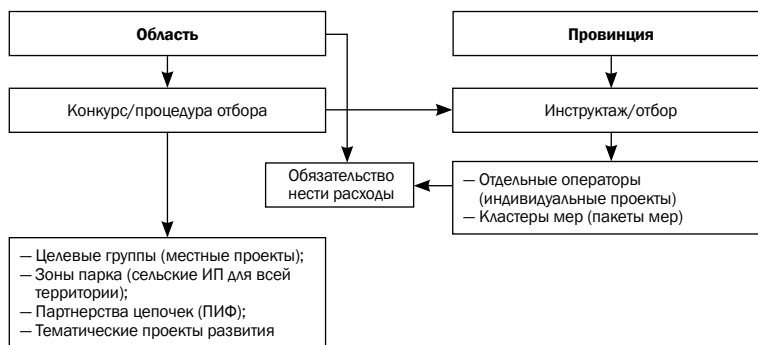 Область
Провинция
Конкурс/процедура отбора
Инструктаж/отбор
Обязательство
нести расходы
— Отдельные операторы
(индивидуальные проекты)
— Кластеры мер (пакеты мер)
— Целевые группы (местные проекты);
— Зоны парка (сельские ИП для всей
территории);
— Партнерства цепочек (ПИФ);
— Тематические проекты развития